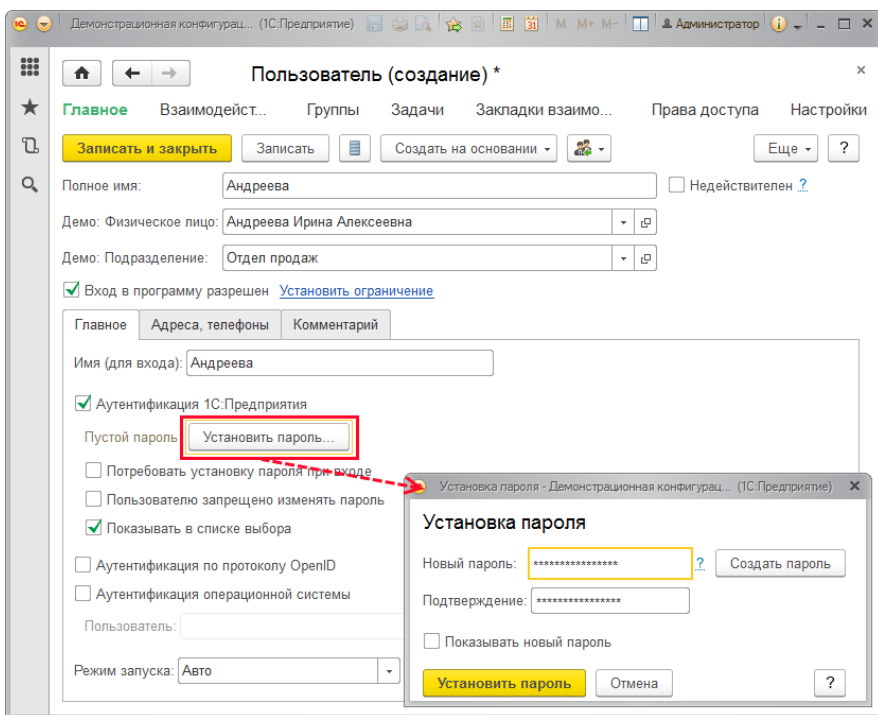 Демонстрационная конфигурац... (1С:Предприятие) 31 M M+ M- Администратор
Пользователь (создание) *
Главное Взаимодейст... Группы Задачи Закладки взаимо... Права доступа Настройки
Записать и закрыть Записать Создать на основании Еще ?
Полное имя: Андреева Недействителен ?
Демо: Физическое лицо: Андреева Ирина Алексеевна
Демо: Подразделение: Отдел продаж
Вход в программу разрешен Установить ограничение
Главное Адреса, телефоны Комментарий
Имя (для входа): Андреева
Аутентификация 1С:Предприятия
Пустой пароль Установить пароль...
Потребовать установку пароля при входе
Пользователю запрещено изменять пароль
Показывать в списке выбора
Аутентификация по протоколу OpenID
Аутентификация операционной системы
Пользователь:
Режим запуска: Авто
Установка пароля - Демонстрационная конфигурац... (1С:Предприятие)
Установка пароля
Новый пароль: **************** ? Создать пароль
Подтверждение: ****************
Показывать новый пароль
Установить пароль Отмена ?